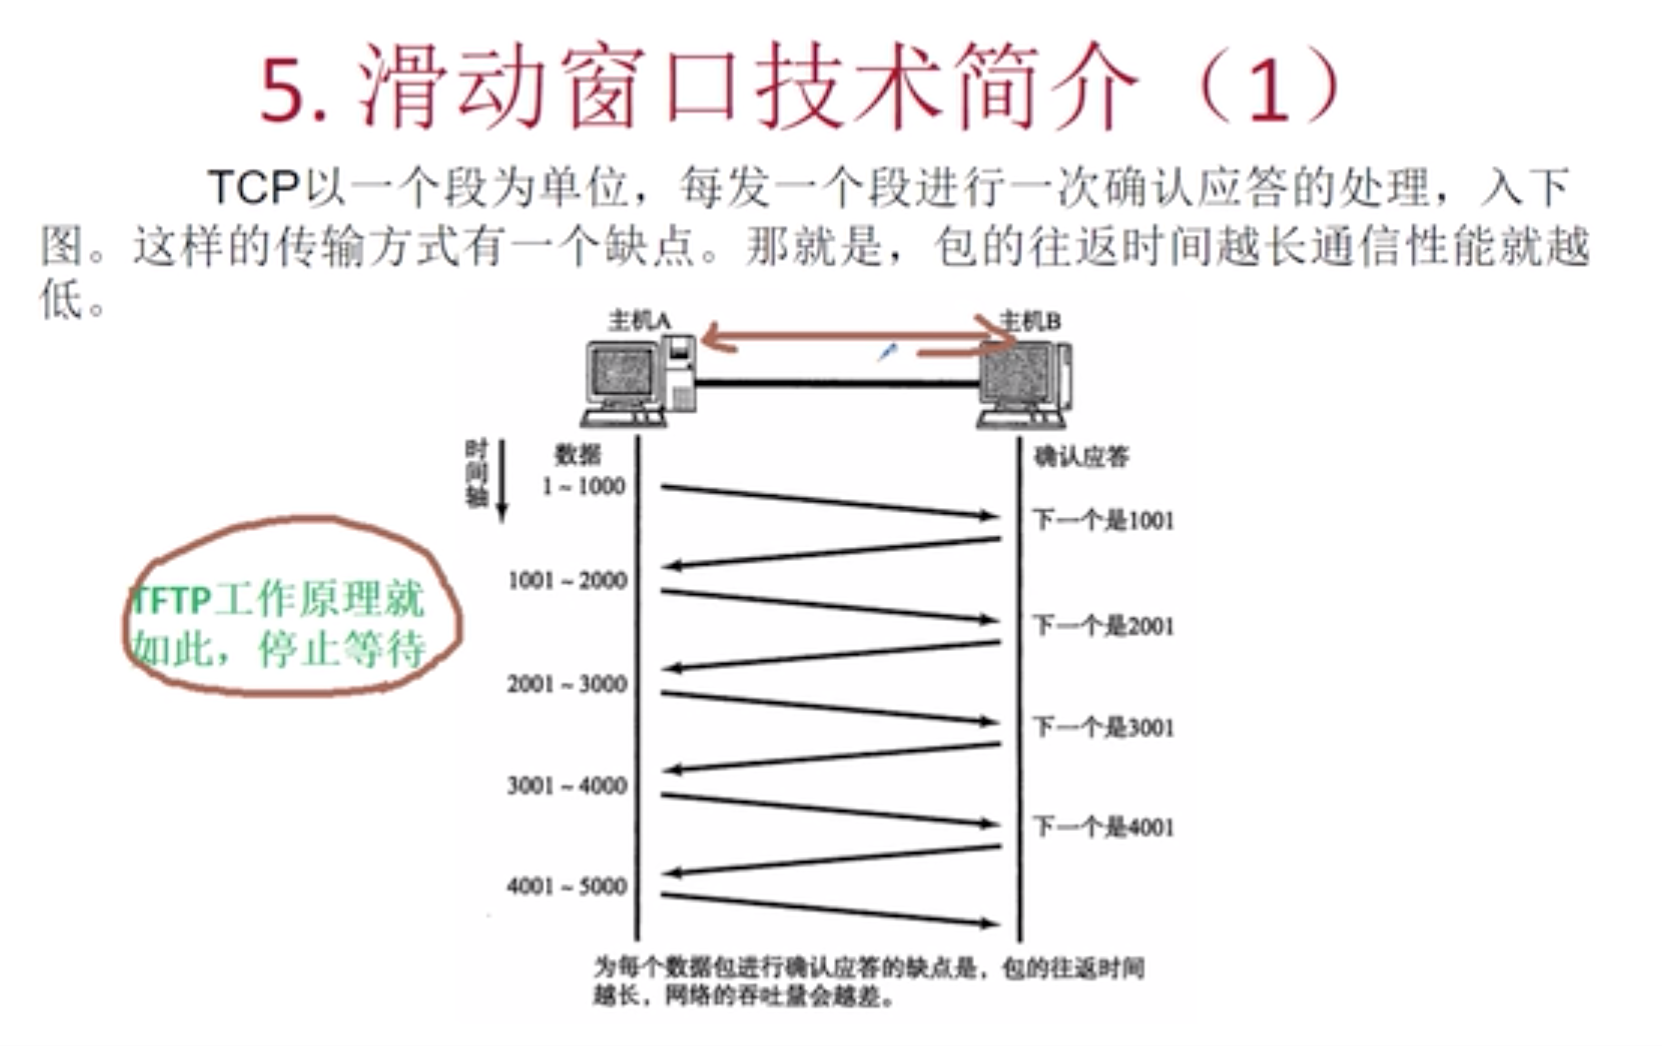 5. 滑动窗口技术简介（1）
TCP以一个段为单位，每发一个段进行一次确认应答的处理，入下
图。这样的传输方式有一个缺点。那就是，包的往返时间越长通信性能就越
低。
主机A
主机B
时间轴
数据
确认应答
1～1000
下一个是1001
1001～2000
下一个是2001
2001～3000
下一个是3001
3001～4000
下一个是4001
4001～5000
TFTP工作原理就
如此，停止等待
为每个数据包进行确认应答的缺点是，包的往返时间
越长，网络的吞吐量会越差。